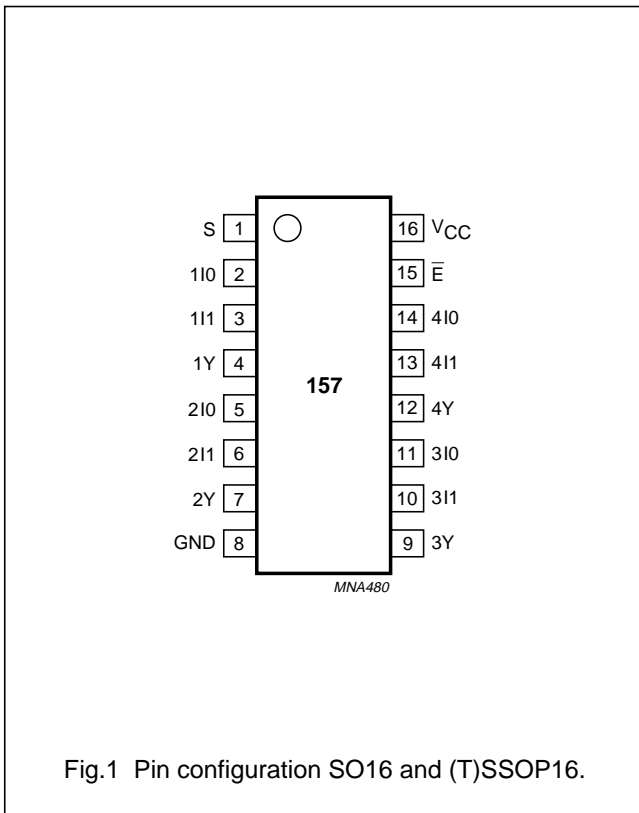 S 1 16 VCC
1I0 2 15 E̅
1I1 3 14 4I0
1Y 4 13 4I1
157
2I0 5 12 4Y
2I1 6 11 3I0
2Y 7 10 3I1
GND 8 9 3Y
MNA480
Fig.1 Pin configuration SO16 and (T)SSOP16.